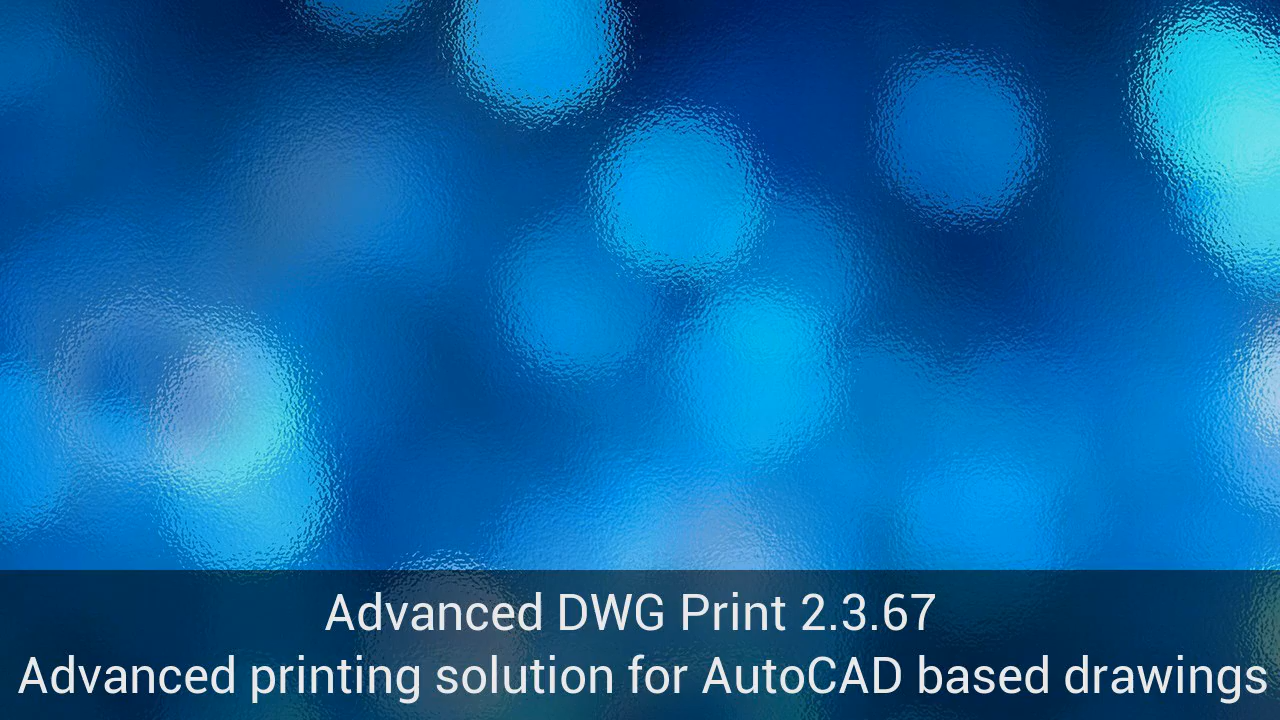 Advanced DWG Print 2.3.67
Advanced printing solution for AutoCAD based drawings